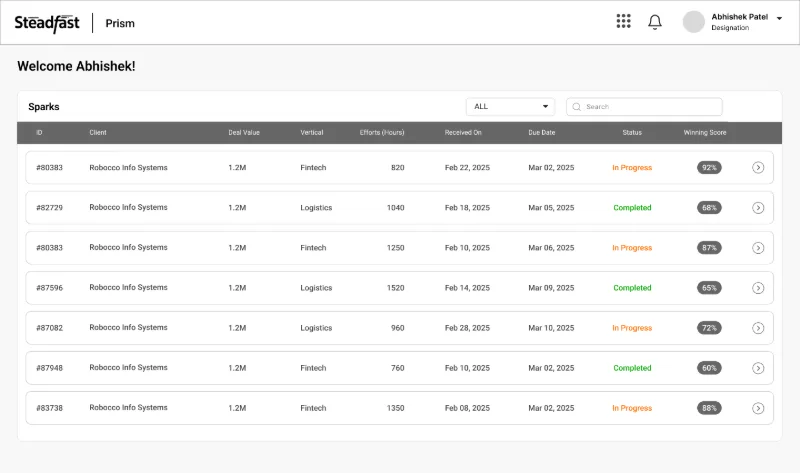 Steadfast Prism Abhishek Patel
Designation
Welcome Abhishek!
Sparks ALL Search
ID Client Deal Value Vertical Efforts (Hours) Received On Due Date Status Winning Score
#80383 Robocco Info Systems 1.2M Fintech 820 Feb 22, 2025 Mar 02, 2025 In Progress 92%
#82729 Robocco Info Systems 1.2M Logistics 1040 Feb 18, 2025 Mar 05, 2025 Completed 68%
#80383 Robocco Info Systems 1.2M Fintech 1250 Feb 10, 2025 Mar 06, 2025 In Progress 87%
#87596 Robocco Info Systems 1.2M Logistics 1520 Feb 14, 2025 Mar 09, 2025 Completed 65%
#87082 Robocco Info Systems 1.2M Logistics 960 Feb 28, 2025 Mar 10, 2025 In Progress 72%
#87948 Robocco Info Systems 1.2M Fintech 760 Feb 10, 2025 Mar 02, 2025 Completed 60%
#83738 Robocco Info Systems 1.2M Fintech 1350 Feb 08, 2025 Mar 02, 2025 In Progress 88%